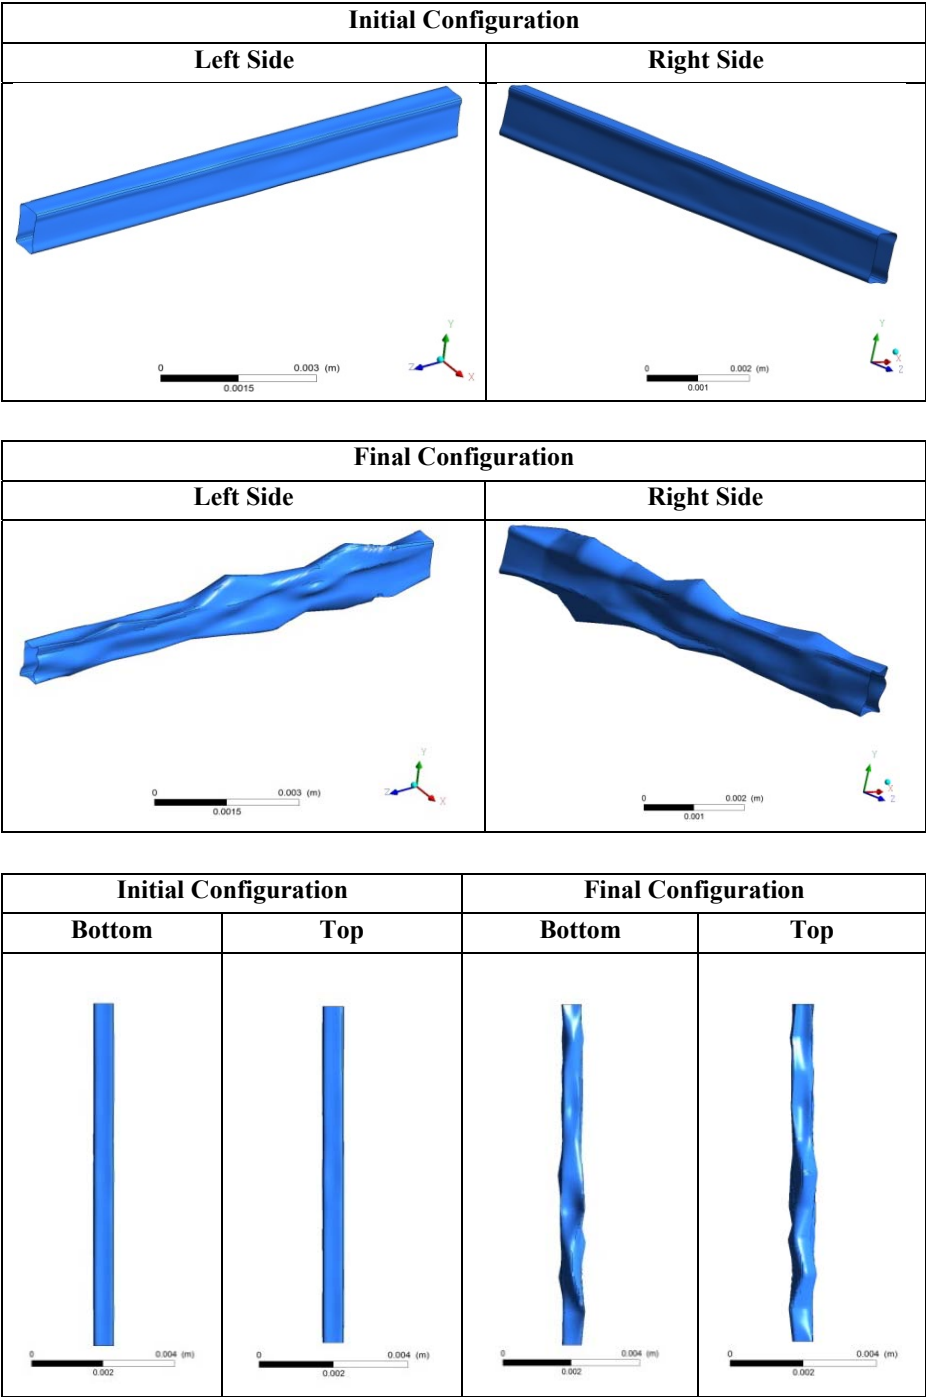 Initial Configuration
Left Side
Right Side
Y
Z
X
0
0.003 (m)
0.0015
Y
X
Z
0
0.002 (m)
0.001
Final Configuration
Left Side
Right Side
Y
Z
X
0
0.003 (m)
0.0015
Y
X
Z
0
0.002 (m)
0.001
Initial Configuration
Final Configuration
Bottom
Top
Bottom
Top
0
0.004 (m)
0.002
0
0.004 (m)
0.002
0
0.004 (m)
0.002
0
0.004 (m)
0.002